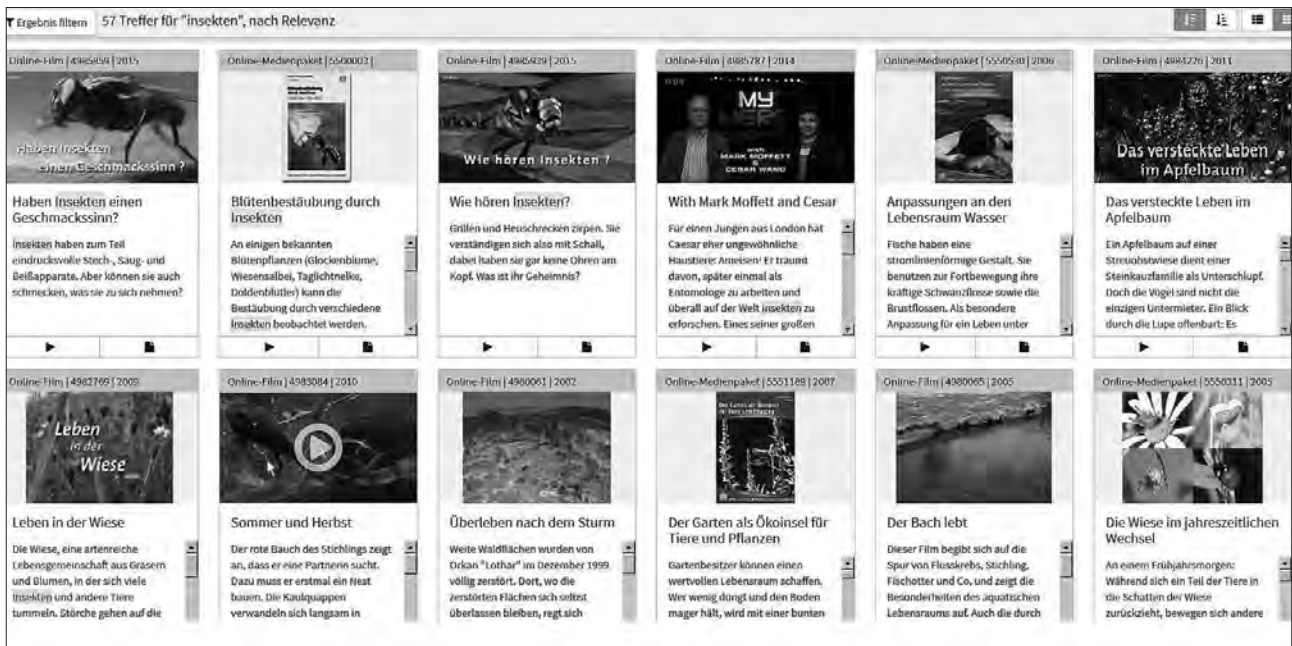 Ergebnis filtern
57 Treffer für "insekten", nach Relevanz
Online-Film | 4985859 | 2015
Haben Insekten
einen Geschmackssinn ?
Haben Insekten einen
Geschmackssinn?
Insekten haben zum Teil
eindrucksvolle Stech-, Saug- und
Beißapparate. Aber können sie auch
schmecken, was sie zu sich nehmen?
Online-Medienpaket | 5500003 |
Blütenbestäubung durch
Insekten
An einigen bekannten
Blütenpflanzen (Glockenblume,
Wiesensalbei, Taglichtnelke,
Doldenblütler) kann die
Bestäubung durch verschiedene
Insekten beobachtet werden.
Online-Film | 4985939 | 2015
Wie hören Insekten ?
Wie hören Insekten?
Grillen und Heuschrecken zirpen. Sie
verständigen sich also mit Schall,
dabei haben sie gar keine Ohren am
Kopf. Was ist ihr Geheimnis?
Online-Film | 4985787 | 2014
WDR
MY
with
MARK MOFFETT
&
CESAR WAND
With Mark Moffett and Cesar
Für einen Jungen aus London hat
Caesar eher ungewöhnliche
Haustiere: Ameisen! Er träumt
davon, später einmal als
Entomologe zu arbeiten und
überall auf der Welt Insekten zu
erforschen. Eines seiner großen
Online-Medienpaket | 5550530 | 2006
Anpassungen an den
Lebensraum Wasser
Fische haben eine
stromlinienförmige Gestalt. Sie
benutzen zur Fortbewegung ihre
kräftige Schwanzflosse sowie die
Brustflossen. Als besondere
Anpassung für ein Leben unter
Online-Film | 4984226 | 2011
Das versteckte Leben
im Apfelbaum
Das versteckte Leben im
Apfelbaum
Ein Apfelbaum auf einer
Streuobstwiese dient einer
Steinkauzfamilie als Unterschlupf.
Doch die Vögel sind nicht die
einzigen Untermieter. Ein Blick
durch die Lupe offenbart: Es
Online-Film | 4982769 | 2009
Leben
in der
Wiese
Leben in der Wiese
Die Wiese, eine artenreiche
Lebensgemeinschaft aus Gräsern
und Blumen, in der sich viele
Insekten und andere Tiere
tummeln. Störche gehen auf die
Online-Film | 4983084 | 2010
Sommer und Herbst
Der rote Bauch des Stichlings zeigt
an, dass er eine Partnerin sucht.
Dazu muss er erstmal ein Nest
bauen. Die Kaulquappen
verwandeln sich langsam in
Online-Film | 4980061 | 2002
Überleben nach dem Sturm
Weite Waldflächen wurden von
Orkan "Lothar" im Dezember 1999
völlig zerstört. Dort, wo die
zerstörten Flächen sich selbst
überlassen bleiben, regt sich
Online-Medienpaket | 5551189 | 2007
Der Garten als Ökoinsel
für Tiere und Pflanzen
Der Garten als Ökoinsel für
Tiere und Pflanzen
Gartenbesitzer können einen
wertvollen Lebensraum schaffen.
Wer wenig düngt und den Boden
mager hält, wird mit einer bunten
Online-Film | 4980065 | 2005
Der Bach lebt
Dieser Film begibt sich auf die
Spur von Flusskrebs, Stichling,
Fischotter und Co. und zeigt die
Besonderheiten des aquatischen
Lebensraums auf. Auch die durch
Online-Medienpaket | 5550311 | 2005
Die Wiese im jahreszeitlichen
Wechsel
An einem Frühjahrsmorgen:
Während sich ein Teil der Tiere in
die Schatten der Wiese
zurückzieht, bewegen sich andere